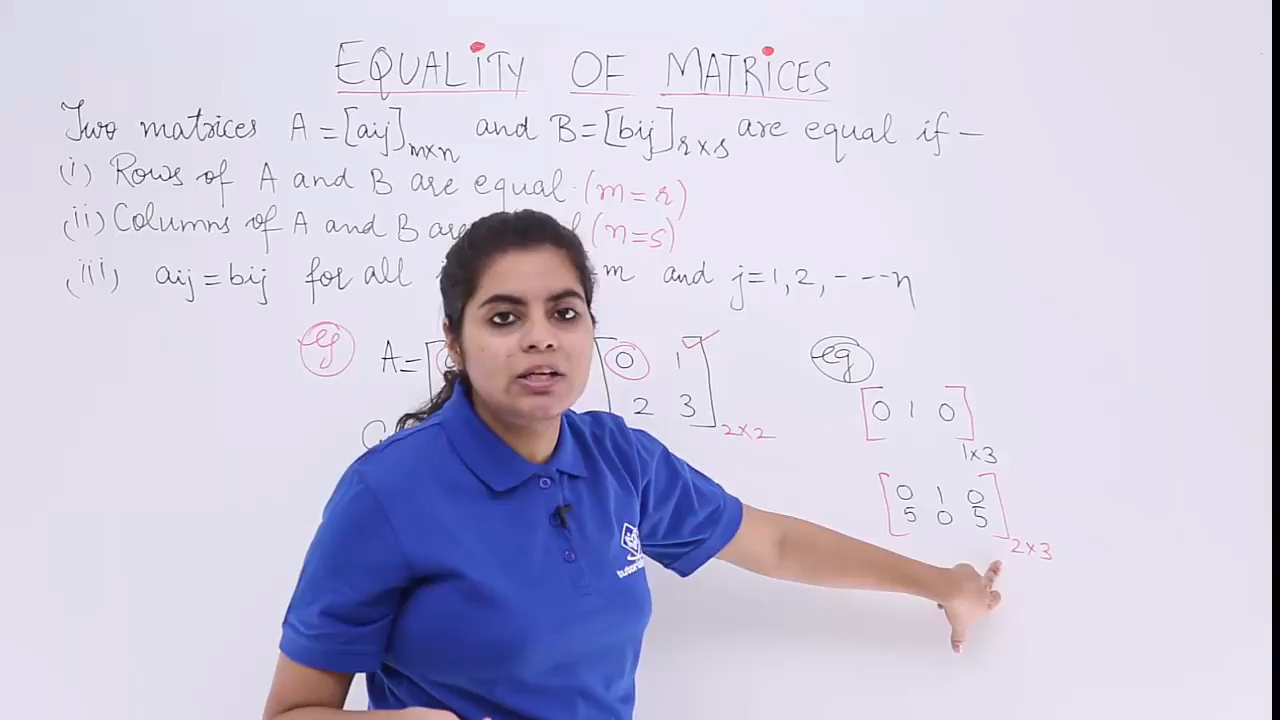 EQUALiTY OF MATRiCES
Two matrices A = [aij]m×n and B = [bij]r×s are equal if –
(i) Rows of A and B are equal. (m = r)
(ii) Columns of A and B are (n=s)
(iii) aij = bij for all m and j=1, 2, - - - n
eg A = 0 1
2 3 2×2
eg
[0 1 0] 1×3
[0 1 0
5 0 5] 2×3